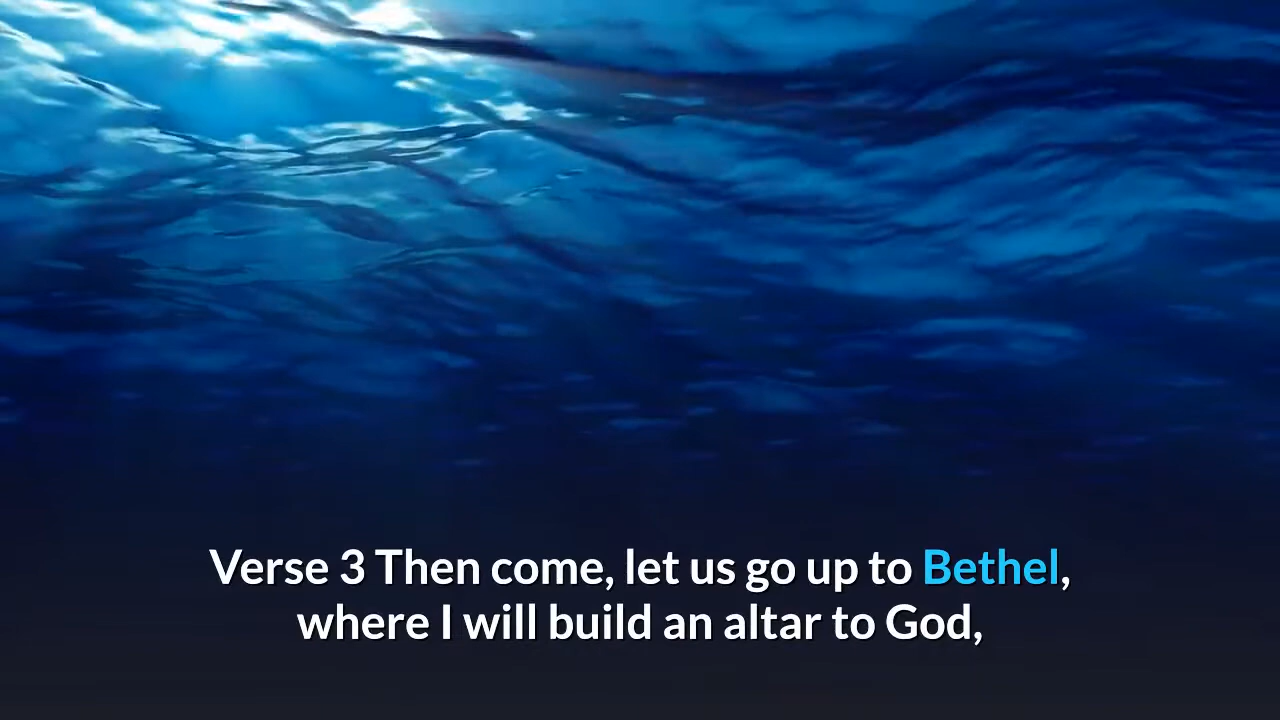 Verse 3 Then come, let us go up to Bethel,
where I will build an altar to God,